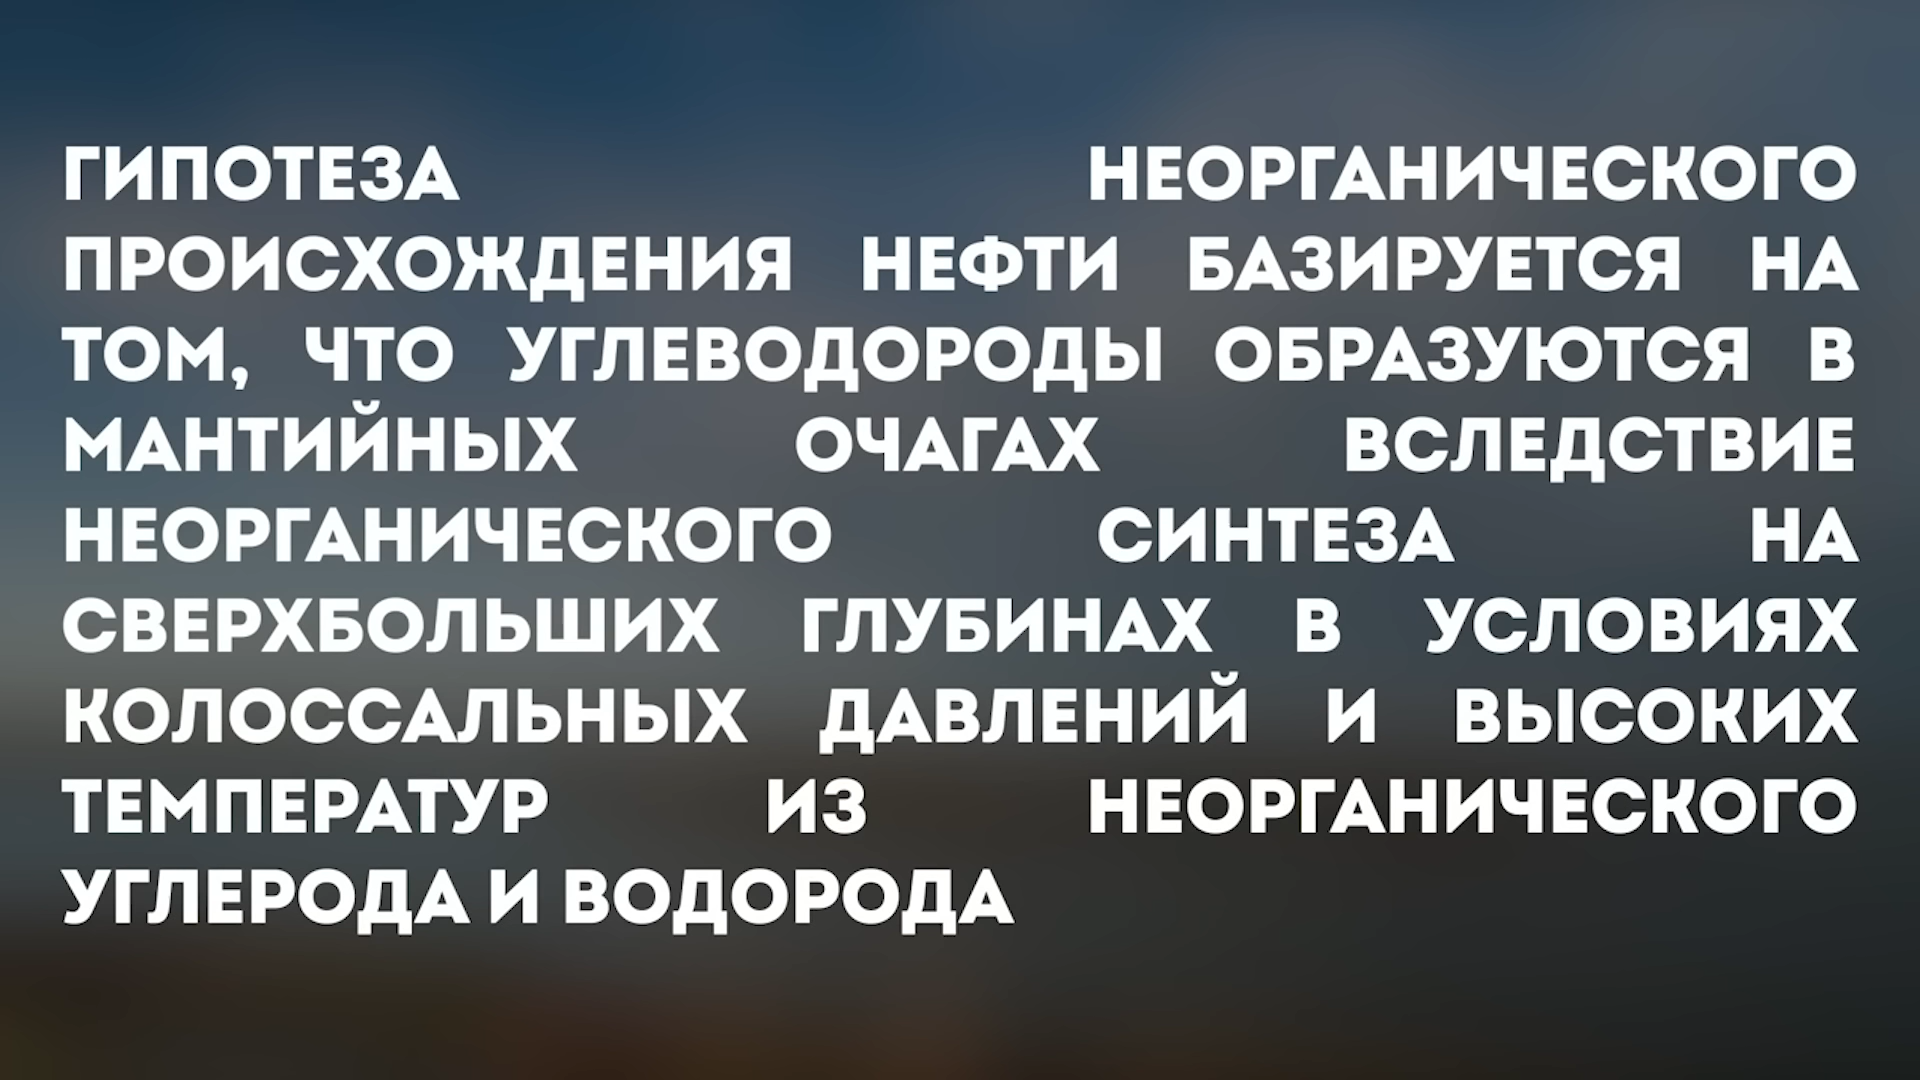 ГИПОТЕЗА НЕОРГАНИЧЕСКОГО
ПРОИСХОЖДЕНИЯ НЕФТИ БАЗИРУЕТСЯ НА
ТОМ, ЧТО УГЛЕВОДОРОДЫ ОБРАЗУЮТСЯ В
МАНТИЙНЫХ ОЧАГАХ ВСЛЕДСТВИЕ
НЕОРГАНИЧЕСКОГО СИНТЕЗА НА
СВЕРХБОЛЬШИХ ГЛУБИНАХ В УСЛОВИЯХ
КОЛОССАЛЬНЫХ ДАВЛЕНИЙ И ВЫСОКИХ
ТЕМПЕРАТУР ИЗ НЕОРГАНИЧЕСКОГО
УГЛЕРОДА И ВОДОРОДА